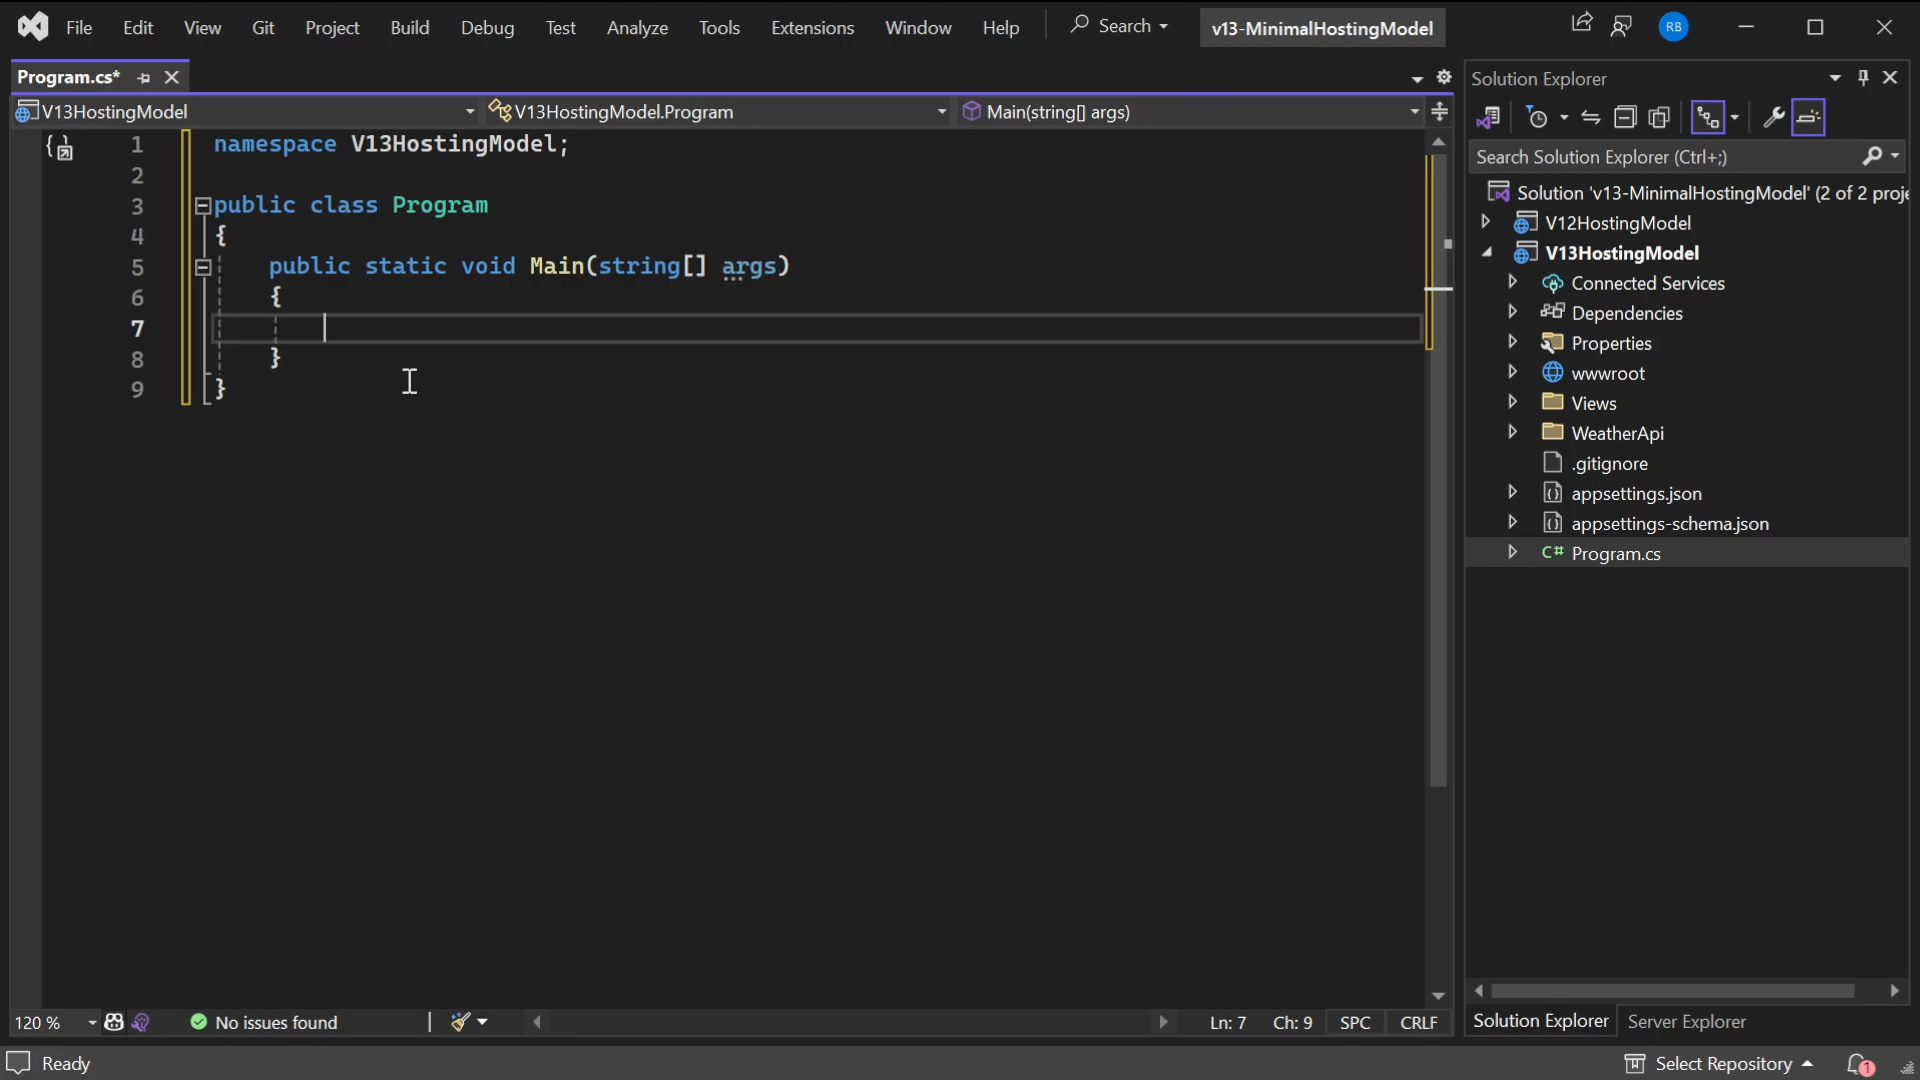 File Edit View Git Project Build Debug Test Analyze Tools Extensions Window Help Search v13-MinimalHostingModel RB
Program.cs*
V13HostingModel V13HostingModel.Program Main(string[] args)
1 namespace V13HostingModel;
2
3 public class Program
4 {
5 public static void Main(string[] args)
6 {
7
8 }
9 }
120 % No issues found Ln: 7 Ch: 9 SPC CRLF
Solution Explorer
Search Solution Explorer (Ctrl+;)
Solution 'v13-MinimalHostingModel' (2 of 2 proje
V12HostingModel
V13HostingModel
Connected Services
Dependencies
Properties
wwwroot
Views
WeatherApi
.gitignore
appsettings.json
appsettings-schema.json
C# Program.cs
Solution Explorer Server Explorer
Ready Select Repository 1